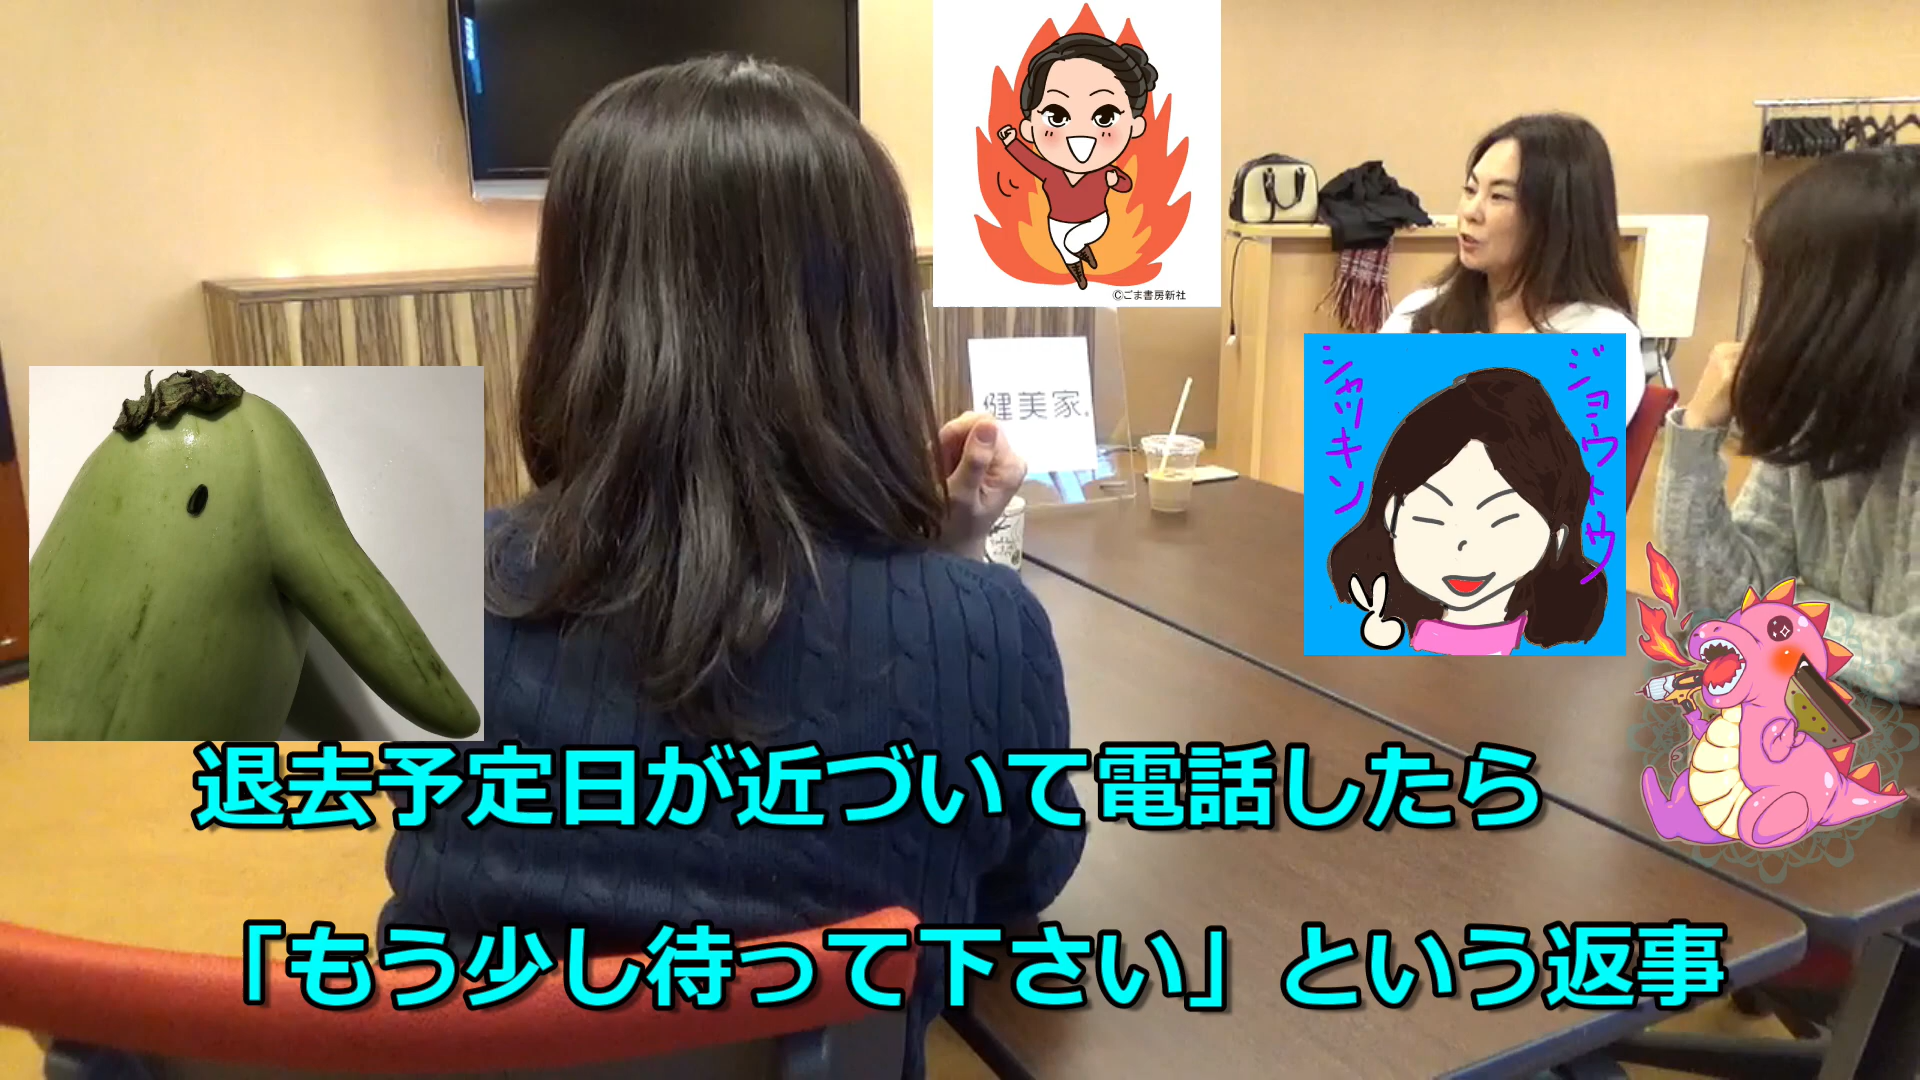 ©ごま書房新社
健美家
シャッキン
ジョウトウ
退去予定日が近づいて電話したら
「もう少し待って下さい」という返事